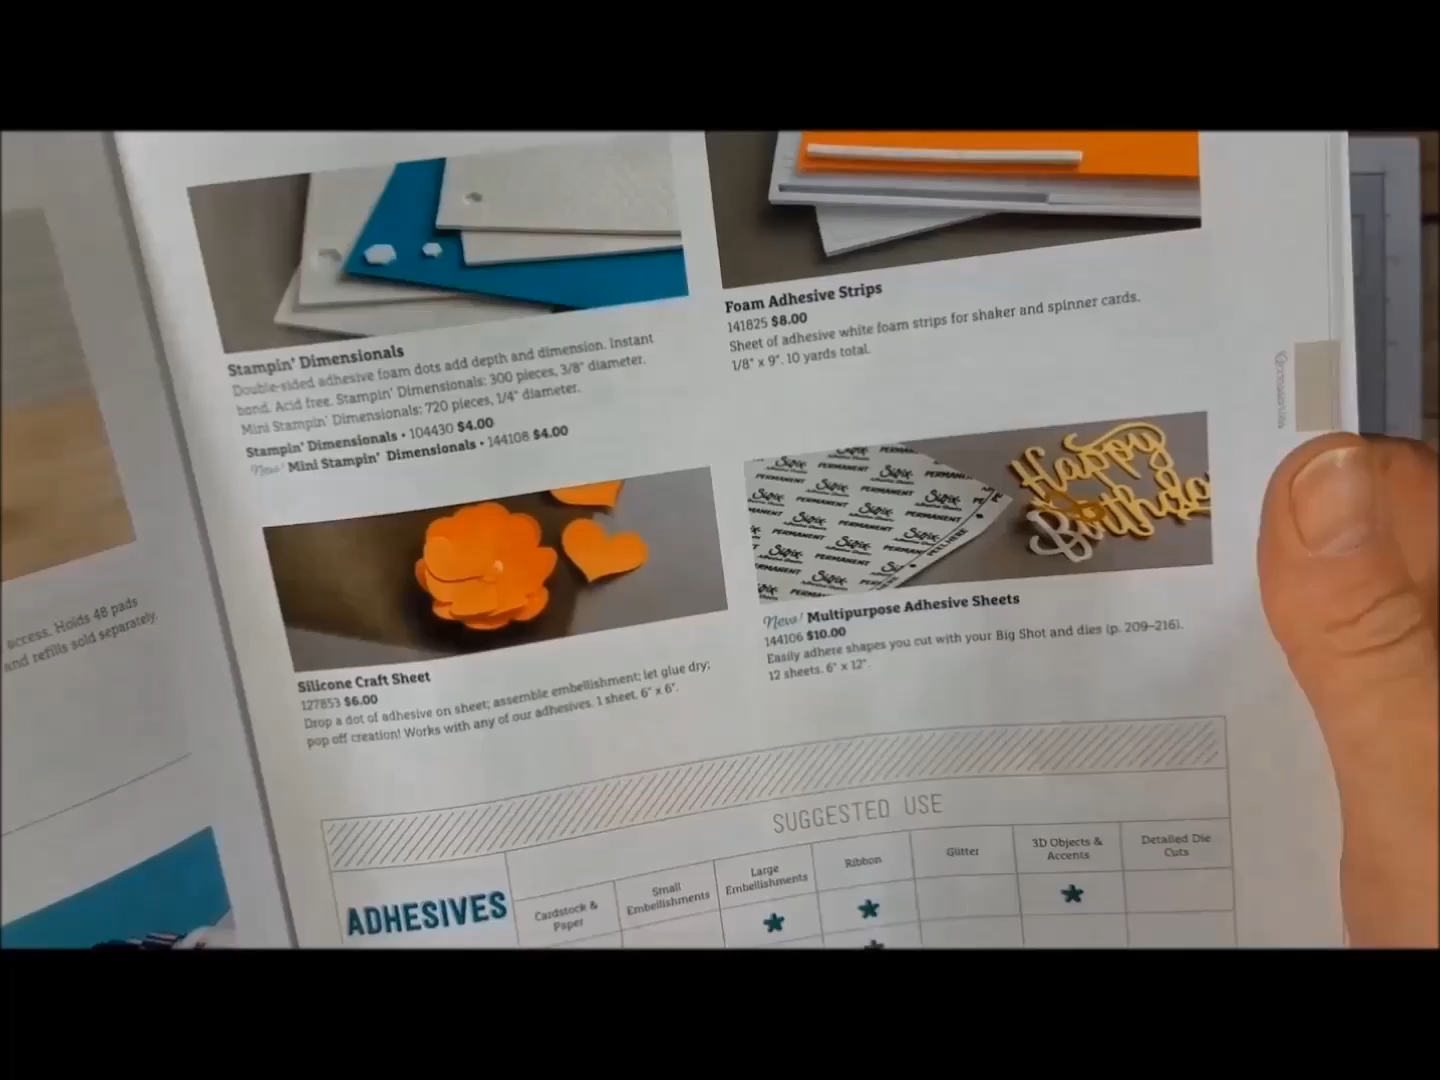 access. Holds 48 pads
and refills sold separately.
Stampin' Dimensionals
Double-sided adhesive foam dots add depth and dimension. Instant
bond. Acid free. Stampin' Dimensionals: 300 pieces, 3/8" diameter.
Mini Stampin' Dimensionals: 720 pieces, 1/4" diameter.
Stampin' Dimensionals • 104430 $4.00
New! Mini Stampin' Dimensionals • 144108 $4.00
Foam Adhesive Strips
141825 $8.00
Sheet of adhesive white foam strips for shaker and spinner cards.
1/8" x 9". 10 yards total.
Sizzix
PERMANENT
Happy
Birthda
Silicone Craft Sheet
127853 $6.00
Drop a dot of adhesive on sheet; assemble embellishment; let glue dry;
pop off creation! Works with any of our adhesives. 1 sheet. 6" x 6".
New! Multipurpose Adhesive Sheets
144106 $10.00
Easily adhere shapes you cut with your Big Shot and dies (p. 209–216).
12 sheets. 6" x 12".
SUGGESTED USE
ADHESIVES
Cardstock &
Paper
Small
Embellishments
Large
Embellishments
Ribbon
Glitter
3D Objects &
Accents
Detailed Die
Cuts